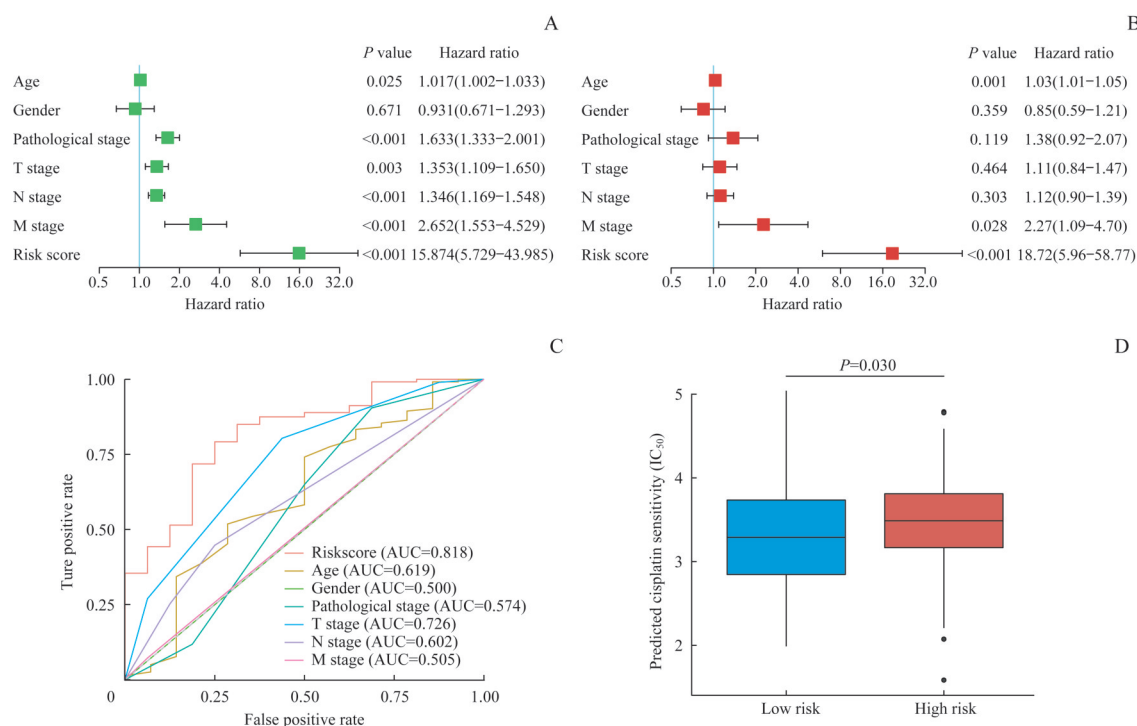 A
P value Hazard ratio
Age 0.025 1.017(1.002−1.033)
Gender 0.671 0.931(0.671−1.293)
Pathological stage <0.001 1.633(1.333−2.001)
T stage 0.003 1.353(1.109−1.650)
N stage <0.001 1.346(1.169−1.548)
M stage <0.001 2.652(1.553−4.529)
Risk score <0.001 15.874(5.729−43.985)
0.5 1.0 2.0 4.0 8.0 16.0 32.0
Hazard ratio
B
P value Hazard ratio
Age 0.001 1.03(1.01−1.05)
Gender 0.359 0.85(0.59−1.21)
Pathological stage 0.119 1.38(0.92−2.07)
T stage 0.464 1.11(0.84−1.47)
N stage 0.303 1.12(0.90−1.39)
M stage 0.028 2.27(1.09−4.70)
Risk score <0.001 18.72(5.96−58.77)
0.5 1.0 2.0 4.0 8.0 16.0 32.0
Hazard ratio
C
1.00
0.75
0.50
0.25
Ture positive rate
Riskscore (AUC=0.818)
Age (AUC=0.619)
Gender (AUC=0.500)
Pathological stage (AUC=0.574)
T stage (AUC=0.726)
N stage (AUC=0.602)
M stage (AUC=0.505)
0 0.25 0.50 0.75 1.00
False positive rate
D
P=0.030
5
4
3
2
Predicted cisplatin sensitivity (IC50)
Low risk High risk